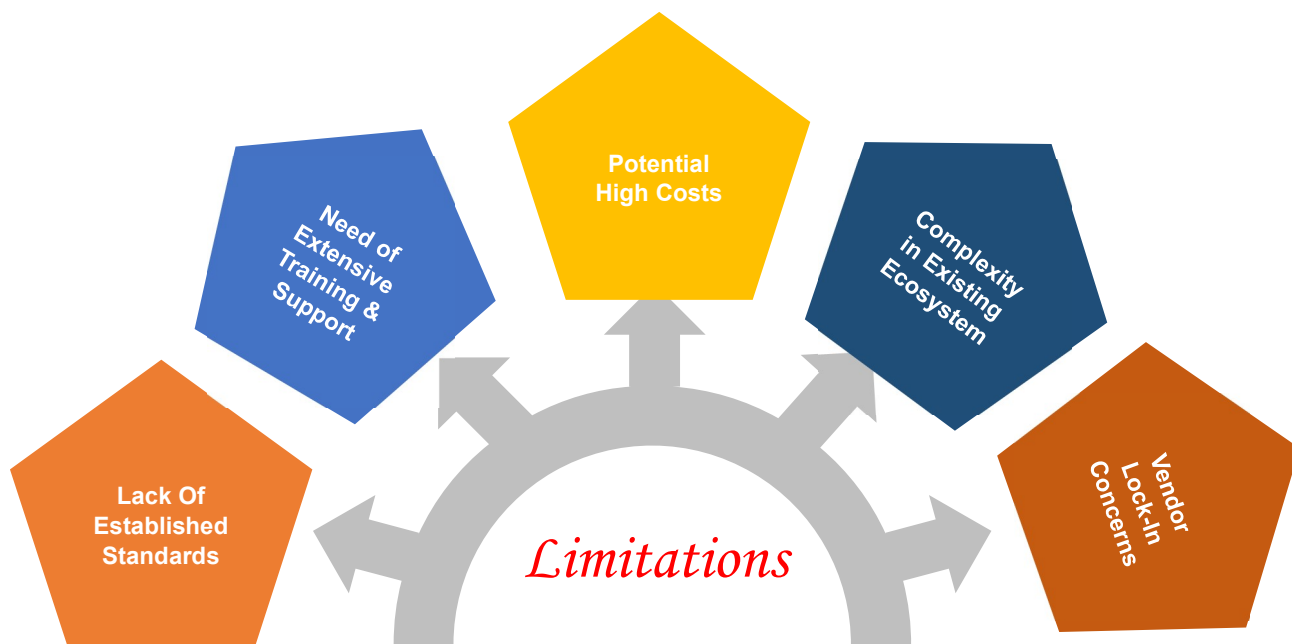 Potential
High Costs
Need of
Extensive
Training &
Support
Complexity
in Existing
Ecosystem
Lack Of
Established
Standards
Vendor
Lock-In
Concerns
Limitations